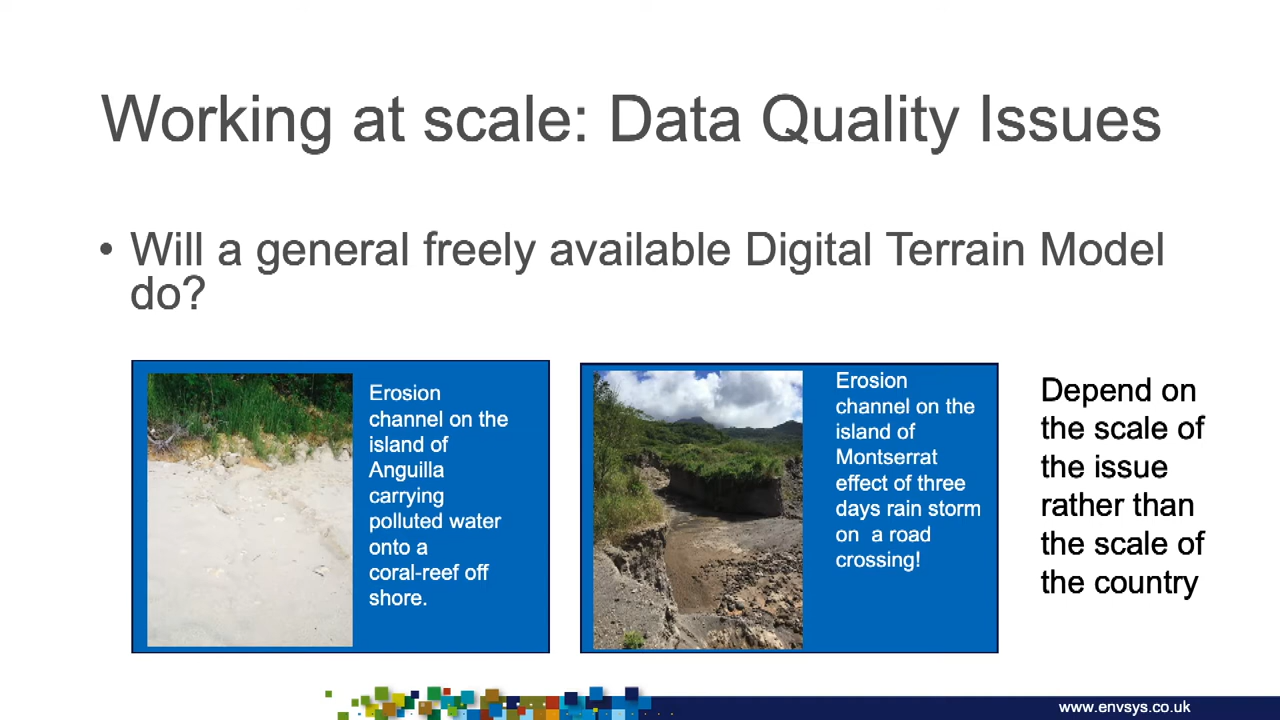 Working at scale: Data Quality Issues
• Will a general freely available Digital Terrain Model
do?
Erosion
channel on the
island of
Anguilla
carrying
polluted water
onto a
coral-reef off
shore.
Erosion
channel on the
island of
Montserrat
effect of three
days rain storm
on a road
crossing!
Depend on
the scale of
the issue
rather than
the scale of
the country
www.envsys.co.uk